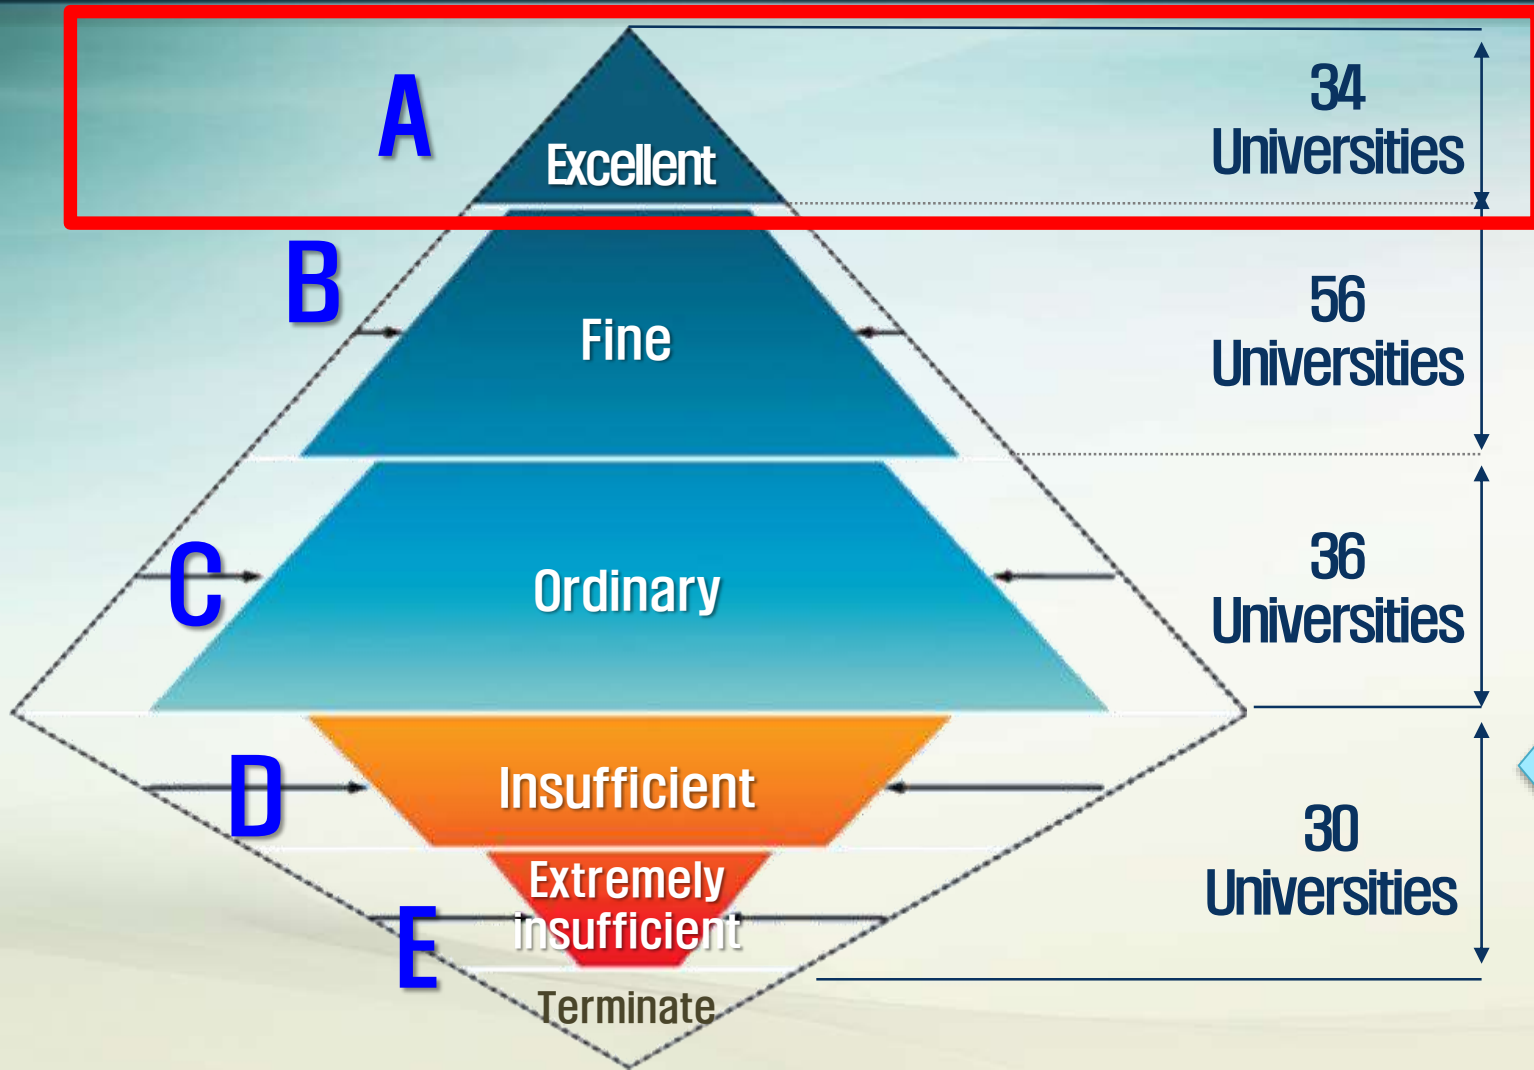 A
Excellent
34
Universities
B
Fine
56
Universities
C
Ordinary
36
Universities
D
Insufficient
30
Universities
E
Extremely
insufficient
Terminate